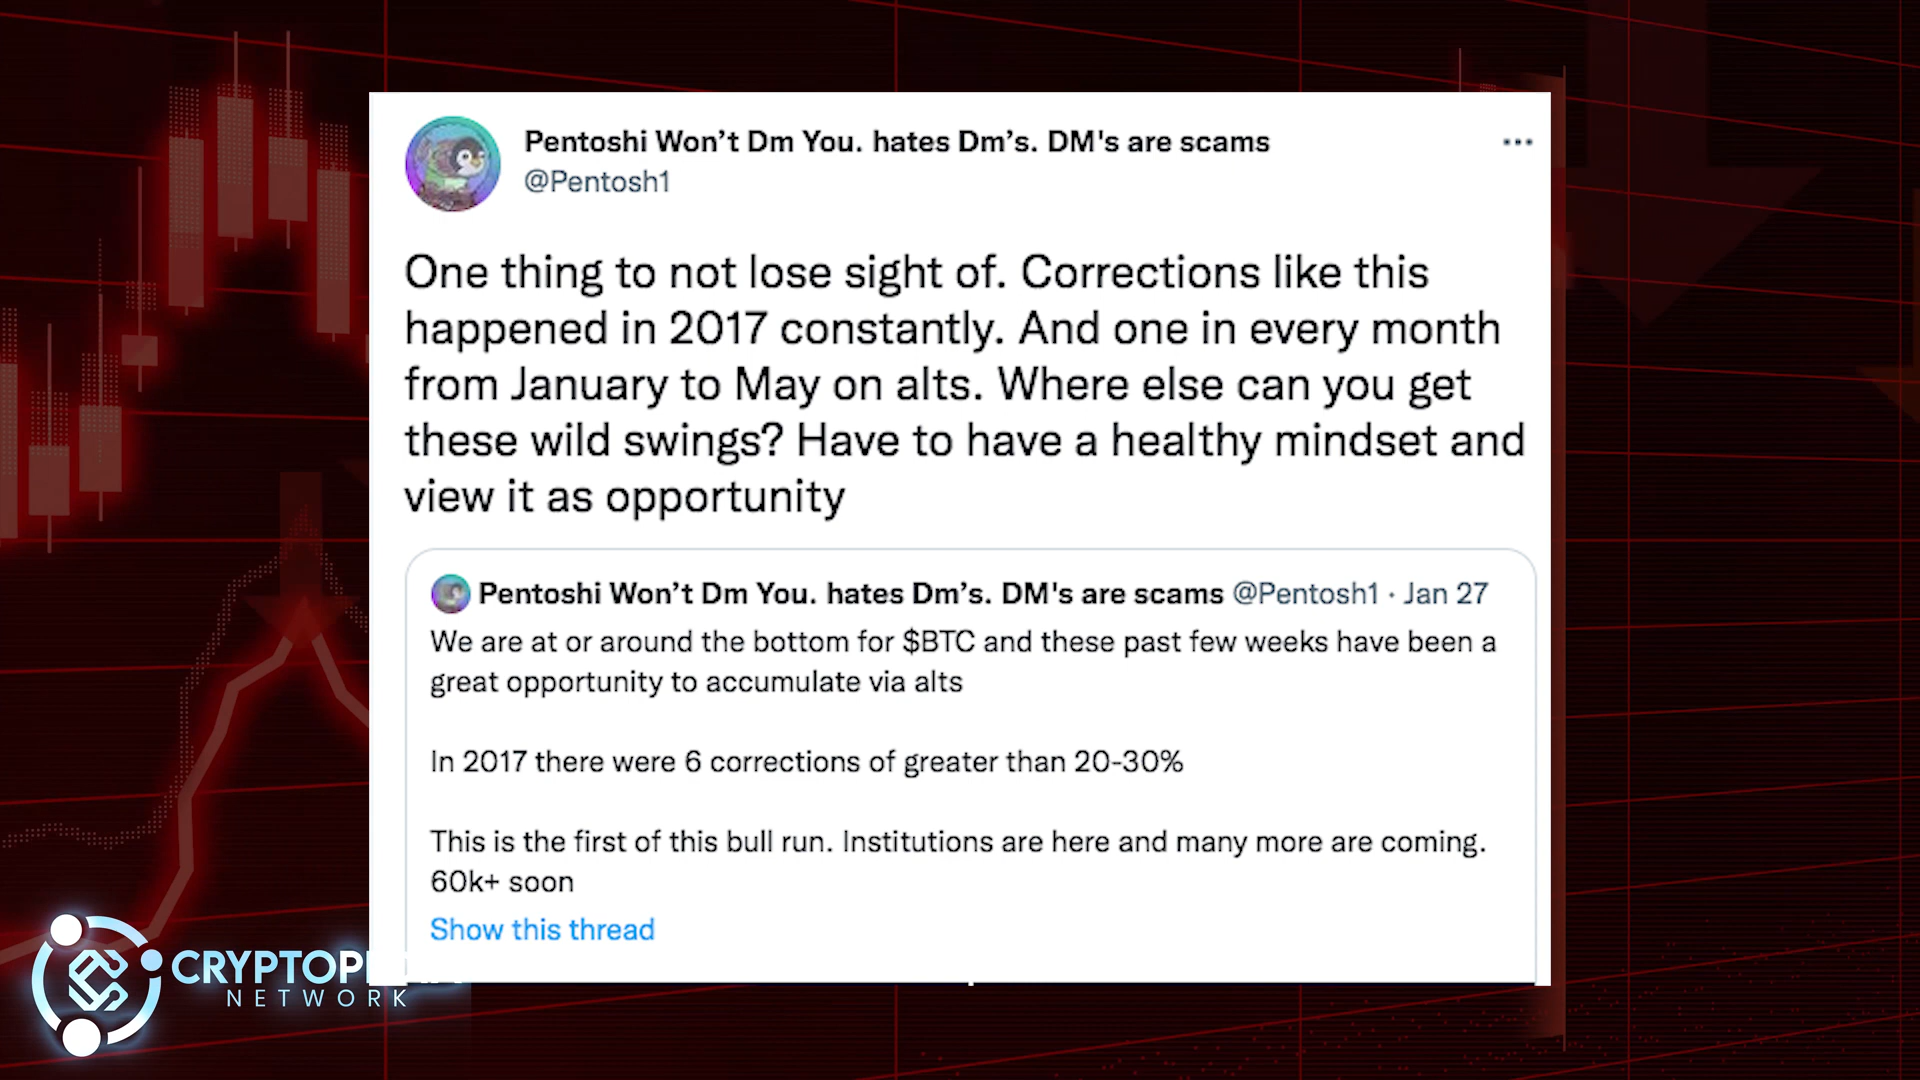 Pentoshi Won’t Dm You. hates Dm’s. DM's are scams
@Pentosh1
One thing to not lose sight of. Corrections like this
happened in 2017 constantly. And one in every month
from January to May on alts. Where else can you get
these wild swings? Have to have a healthy mindset and
view it as opportunity
Pentoshi Won’t Dm You. hates Dm’s. DM's are scams @Pentosh1 · Jan 27
We are at or around the bottom for $BTC and these past few weeks have been a
great opportunity to accumulate via alts
In 2017 there were 6 corrections of greater than 20-30%
This is the first of this bull run. Institutions are here and many more are coming.
60k+ soon
Show this thread
NETWORK